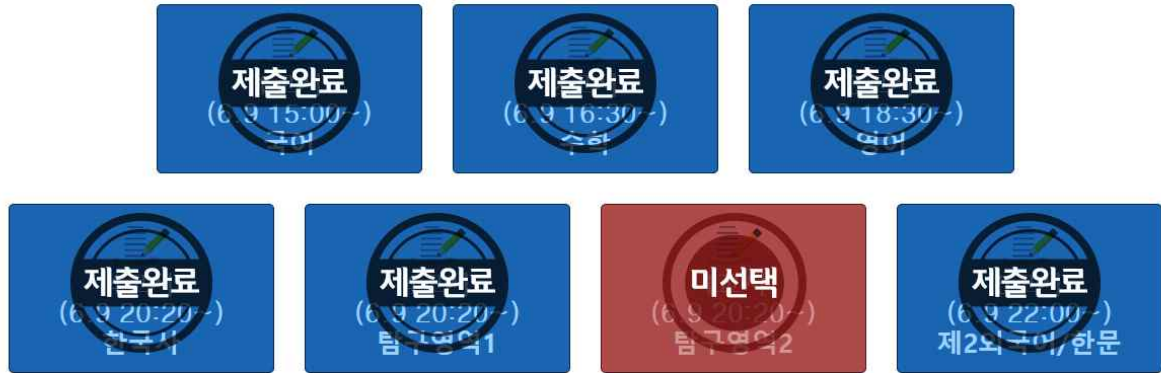 제출완료
(6.9 15:00~)
국어
제출완료
(6.9 16:30~)
수학
제출완료
(6.9 18:30~)
영어
제출완료
(6.9 20:20~)
한국사
제출완료
(6.9 20:20~)
탐구영역1
미선택
(6.9 20:20~)
탐구영역2
제출완료
(6.9 22:00~)
제2외국어/한문